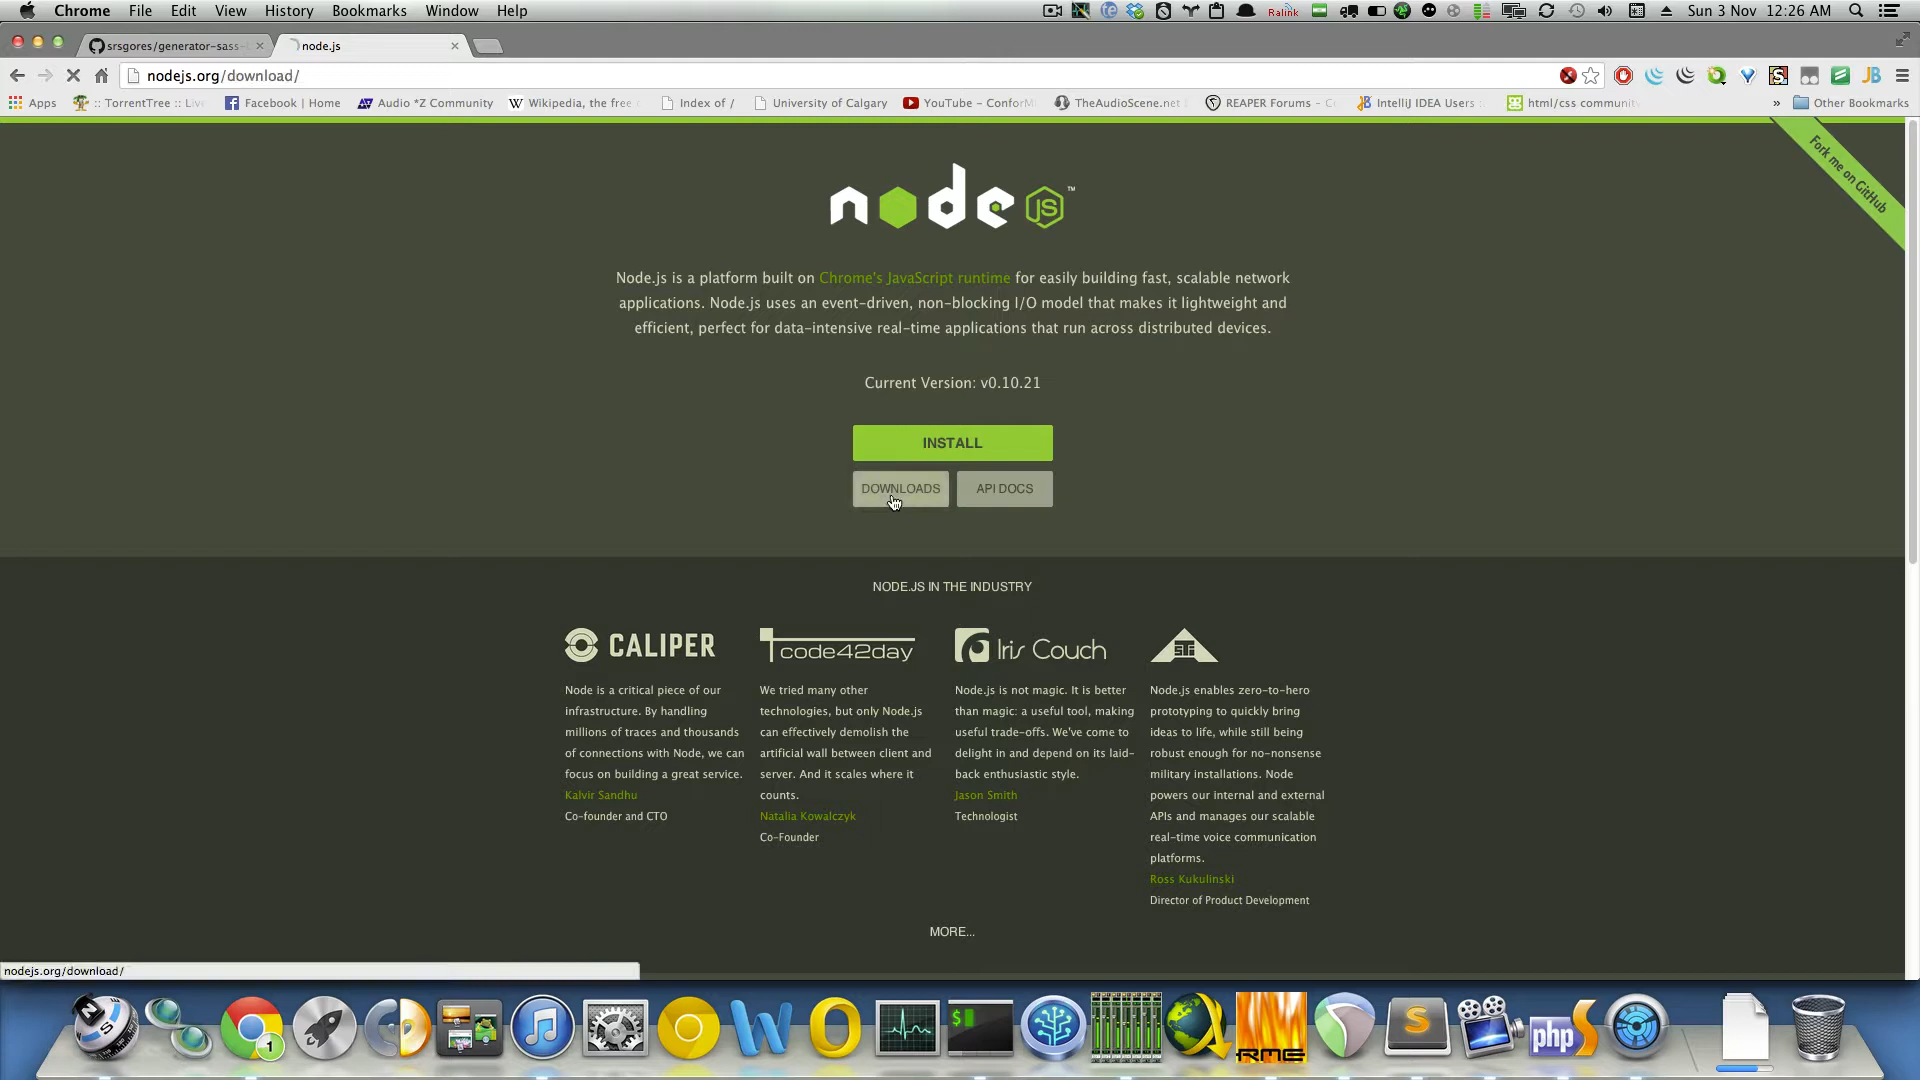 Chrome File Edit View History Bookmarks Window Help Ralink Sun 3 Nov 12:26 AM
srsgores/generator-sass- node.js
nodejs.org/download/
Apps :: TorrentTree :: Facebook | Home Audio *Z Community Wikipedia, the free Index of / University of Calgary YouTube - TheAudioScene.net REAPER Forums - IntelliJ IDEA Users html/css » Other Bookmarks
Fork me on GitHub
node JS ™
Node.js is a platform built on Chrome's JavaScript runtime for easily building fast, scalable network
applications. Node.js uses an event-driven, non-blocking I/O model that makes it lightweight and
efficient, perfect for data-intensive real-time applications that run across distributed devices.
Current Version: v0.10.21
INSTALL
DOWNLOADS API DOCS
NODE.JS IN THE INDUSTRY
CALIPER
Node is a critical piece of our
infrastructure. By handling
millions of traces and thousands
of connections with Node, we can
focus on building a great service.
Kalvir Sandhu
Co-founder and CTO
code42day
We tried many other
technologies, but only Node.js
can effectively demolish the
artificial wall between client and
server. And it scales where it
counts.
Natalia Kowalczyk
Co-Founder
Iris Couch
Node.js is not magic. It is better
than magic: a useful tool, making
useful trade-offs. We've come to
delight in and depend on its laid-
back enthusiastic style.
Jason Smith
Technologist
Node.js enables zero-to-hero
prototyping to quickly bring
ideas to life, while still being
robust enough for no-nonsense
military installations. Node
powers our internal and external
APIs and manages our scalable
real-time voice communication
platforms.
Ross Kukulinski
Director of Product Development
MORE...
nodejs.org/download/
1
W
$
RME
S
php